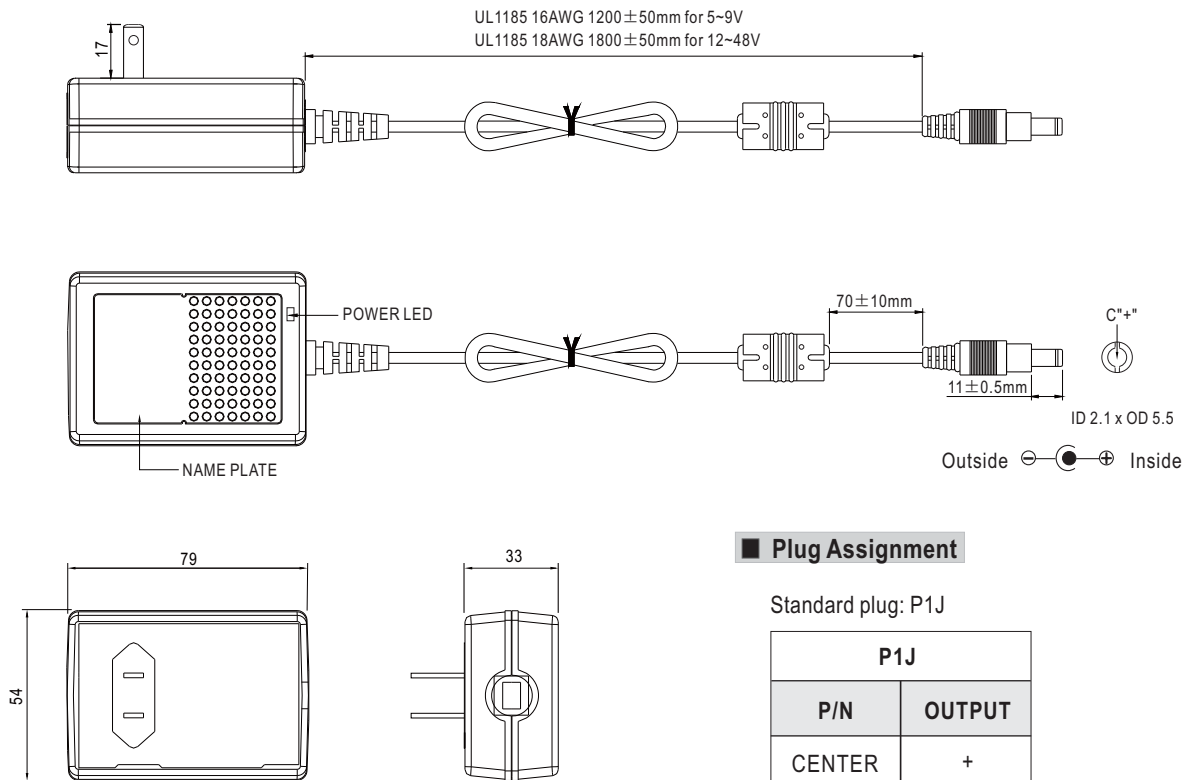 UL1185 16AWG 1200±50mm for 5~9V
UL1185 18AWG 1800±50mm for 12~48V
17
POWER LED
70±10mm
C"+"
11±0.5mm
ID 2.1 x OD 5.5
NAME PLATE
Outside ⊖ ⊕ Inside
79
33
54
■ Plug Assignment
Standard plug: P1J
P1J
P/N OUTPUT
CENTER +